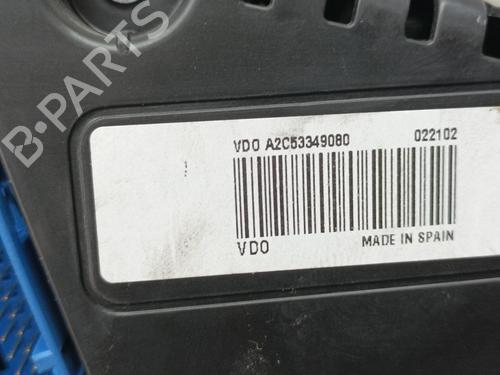 B-PARTS
VDO A2C53349080 022102
VDO MADE IN SPAIN